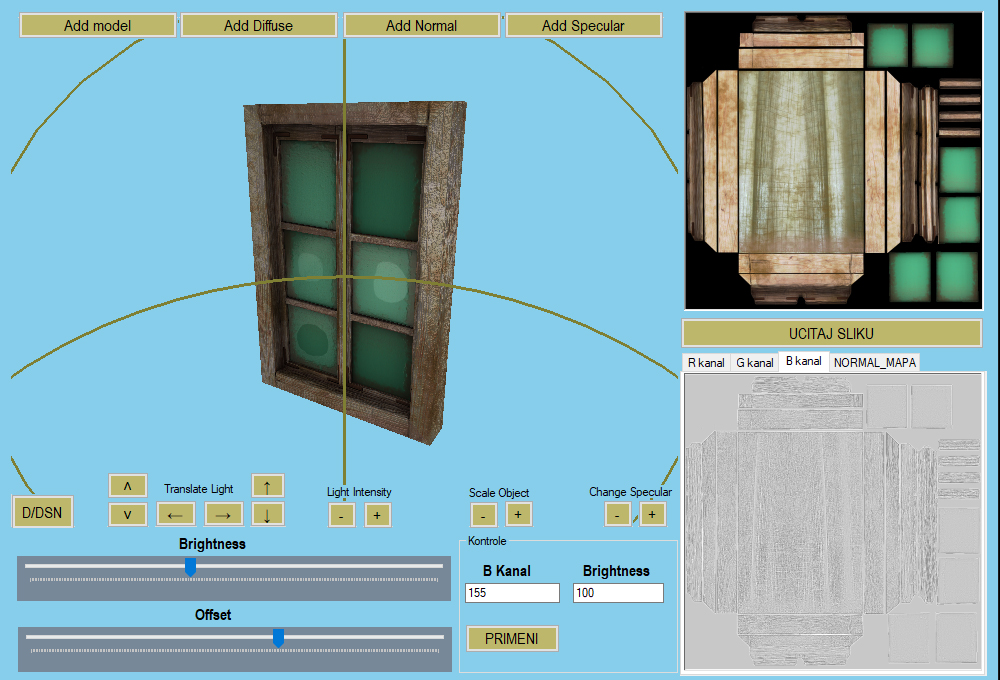 Add model
Add Diffuse
Add Normal
Add Specular
UCITAJ SLIKU
R kanal
G kanal
B kanal
NORMAL_MAPA
D/DSN
ʌ
v
Translate Light
←
→
↑
↓
Light Intensity
-
+
Scale Object
-
+
Change Specular
-
+
Brightness
Offset
Kontrole
B Kanal
Brightness
155
100
PRIMENI